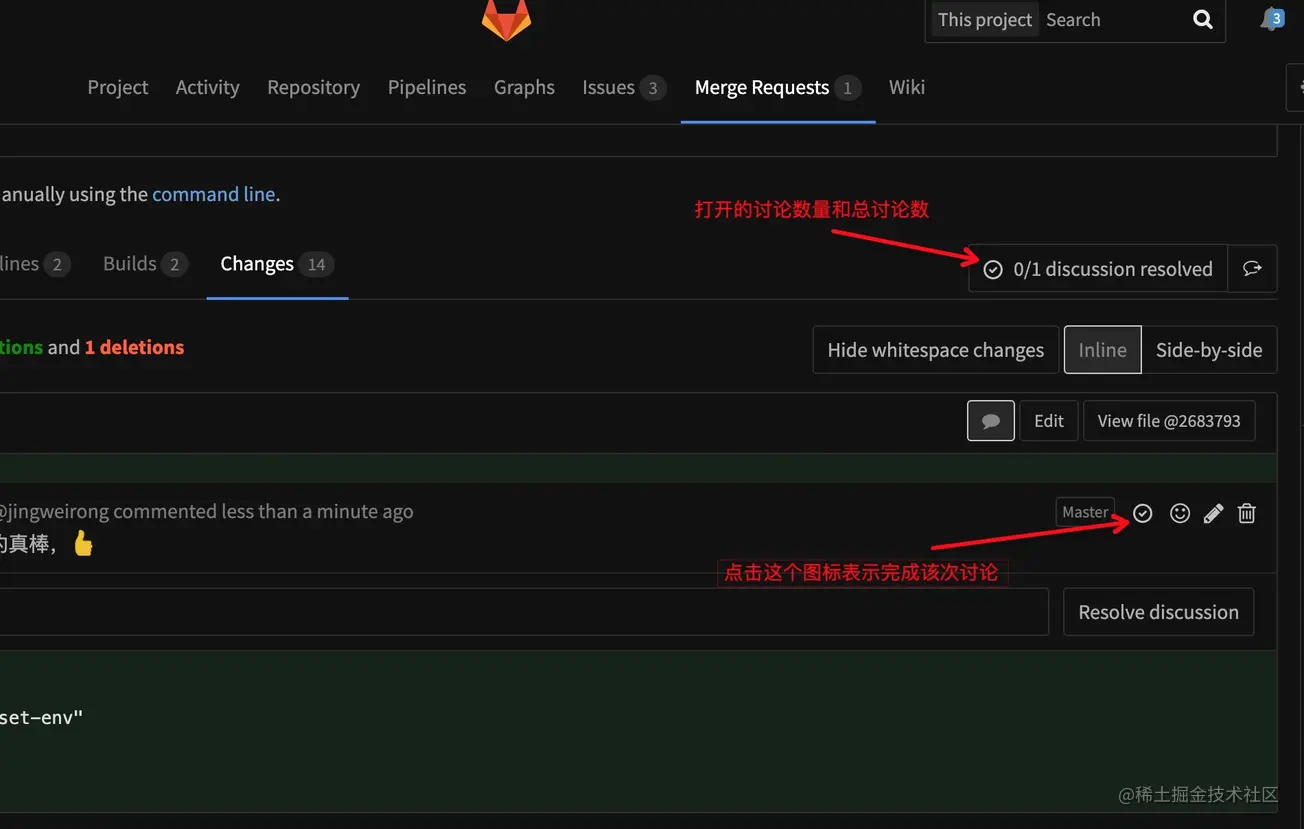 This project Search 3
Project Activity Repository Pipelines Graphs Issues 3 Merge Requests 1 Wiki
anually using the command line.
打开的讨论数量和总讨论数
lines 2 Builds 2 Changes 14 0/1 discussion resolved
tions and 1 deletions Hide whitespace changes Inline Side-by-side
Edit View file @2683793
@jingweirong commented less than a minute ago Master
的真棒，👍
点击这个图标表示完成该次讨论
Resolve discussion
set-env"
@稀土掘金技术社区